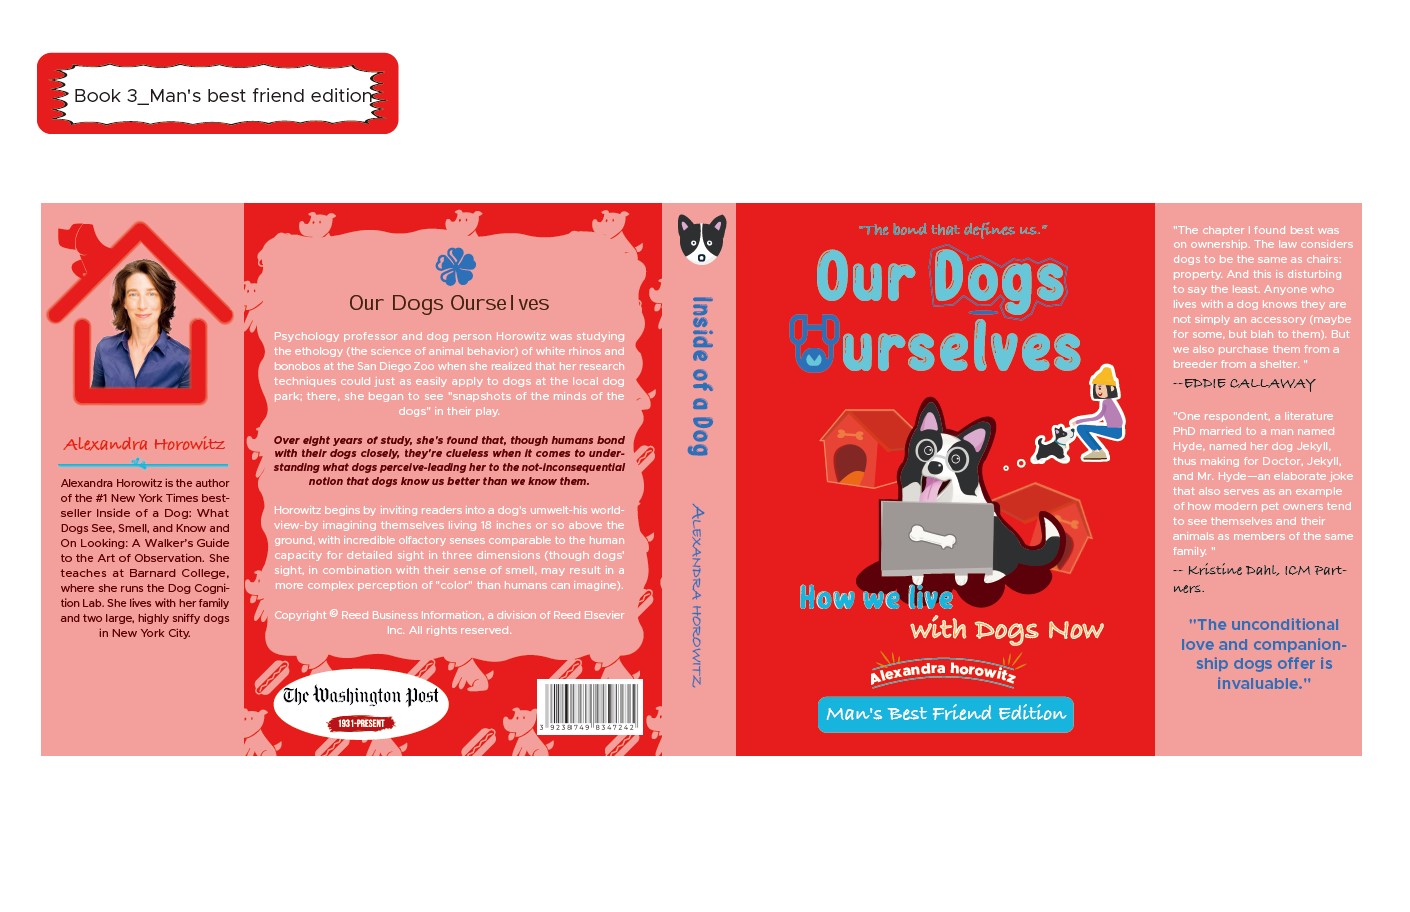 Book 3_Man's best friend edition
Alexandra Horowitz
Alexandra Horowitz is the author
of the #1 New York Times best-
seller Inside of a Dog: What
Dogs See, Smell, and Know and
On Looking: A Walker's Guide
to the Art of Observation. She
teaches at Barnard College,
where she runs the Dog Cogni-
tion Lab. She lives with her family
and two large, highly sniffy dogs
in New York City.
Our Dogs Ourselves
Psychology professor and dog person Horowitz was studying
the ethology (the science of animal behavior) of white rhinos and
bonobos at the San Diego Zoo when she realized that her research
techniques could just as easily apply to dogs at the local dog
park; there, she began to see "snapshots of the minds of the
dogs" in their play.
Over eight years of study, she's found that, though humans bond
with their dogs closely, they're clueless when it comes to under-
standing what dogs perceive-leading her to the not-inconsequential
notion that dogs know us better than we know them.
Horowitz begins by inviting readers into a dog's umwelt-his world-
view-by imagining themselves living 18 inches or so above the
ground, with incredible olfactory senses comparable to the human
capacity for detailed sight in three dimensions (though dogs'
sight, in combination with their sense of smell, may result in a
more complex perception of "color" than humans can imagine).
Copyright © Reed Business Information, a division of Reed Elsevier
Inc. All rights reserved.
The Washington Post
1931-PRESENT
3 9238749 8347242
Inside of a Dog
Alexandra horowitz
"The bond that defines us."
Our Dogs
Ourselves
How we live
with Dogs Now
Alexandra horowitz
Man's Best Friend Edition
"The chapter I found best was
on ownership. The law considers
dogs to be the same as chairs:
property. And this is disturbing
to say the least. Anyone who
lives with a dog knows they are
not simply an accessory (maybe
for some, but blah to them). But
we also purchase them from a
breeder from a shelter. "
--EDDIE CALLAWAY
"One respondent, a literature
PhD married to a man named
Hyde, named her dog Jekyll,
thus making for Doctor, Jekyll,
and Mr. Hyde—an elaborate joke
that also serves as an example
of how modern pet owners tend
to see themselves and their
animals as members of the same
family. "
-- Kristine Dahl, ICM Part-
ners.
"The unconditional
love and companion-
ship dogs offer is
invaluable."